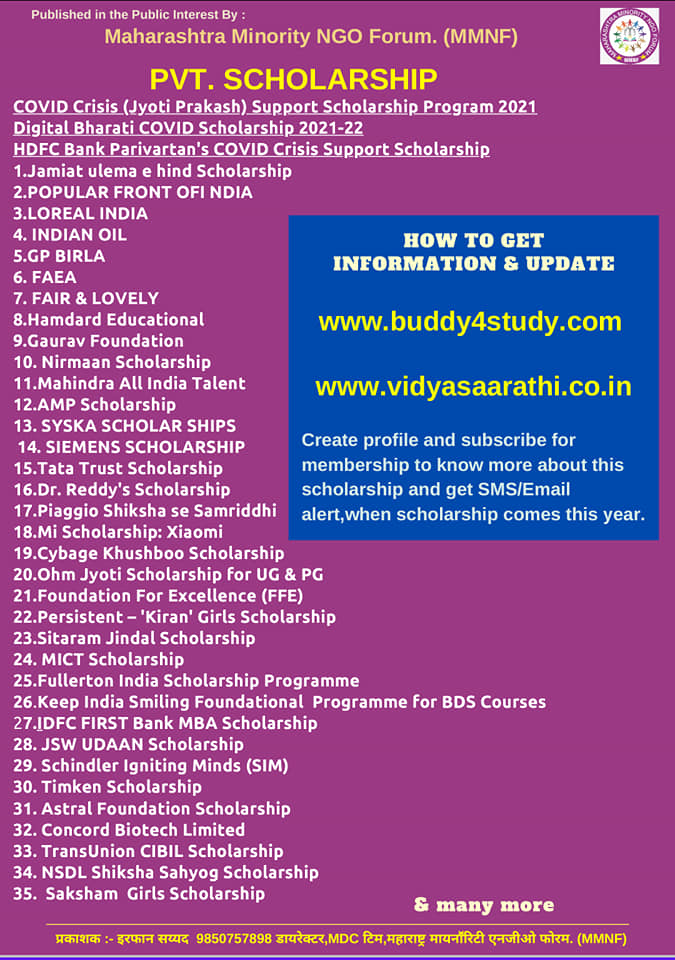 Published in the Public Interest By :
Maharashtra Minority NGO Forum. (MMNF)
MAHARASHTRA MINORITY NGO FORUM
MMNF
PVT. SCHOLARSHIP
COVID Crisis (Jyoti Prakash) Support Scholarship Program 2021
Digital Bharati COVID Scholarship 2021-22
HDFC Bank Parivartan's COVID Crisis Support Scholarship
1.Jamiat ulema e hind Scholarship
2.POPULAR FRONT OFI NDIA
3.LOREAL INDIA
4. INDIAN OIL
5.GP BIRLA
6. FAEA
7. FAIR & LOVELY
8.Hamdard Educational
9.Gaurav Foundation
10. Nirmaan Scholarship
11.Mahindra All India Talent
12.AMP Scholarship
13. SYSKA SCHOLAR SHIPS
14. SIEMENS SCHOLARSHIP
15.Tata Trust Scholarship
16.Dr. Reddy's Scholarship
17.Piaggio Shiksha se Samriddhi
18.Mi Scholarship: Xiaomi
19.Cybage Khushboo Scholarship
20.Ohm Jyoti Scholarship for UG & PG
21.Foundation For Excellence (FFE)
22.Persistent – 'Kiran' Girls Scholarship
23.Sitaram Jindal Scholarship
24. MICT Scholarship
25.Fullerton India Scholarship Programme
26.Keep India Smiling Foundational  Programme for BDS Courses
27.IDFC FIRST Bank MBA Scholarship
28. JSW UDAAN Scholarship
29. Schindler Igniting Minds (SIM)
30. Timken Scholarship
31. Astral Foundation Scholarship
32. Concord Biotech Limited
33. TransUnion CIBIL Scholarship
34. NSDL Shiksha Sahyog Scholarship
35.  Saksham  Girls Scholarship
HOW TO GET
INFORMATION & UPDATE
www.buddy4study.com
www.vidyasaarathi.co.in
Create profile and subscribe for
membership to know more about this
scholarship and get SMS/Email
alert,when scholarship comes this year.
& many more
प्रकाशक :- इरफान सय्यद  9850757898 डायरेक्टर,MDC टिम,महाराष्ट्र मायनॉरिटी एनजीओ फोरम. (MMNF)